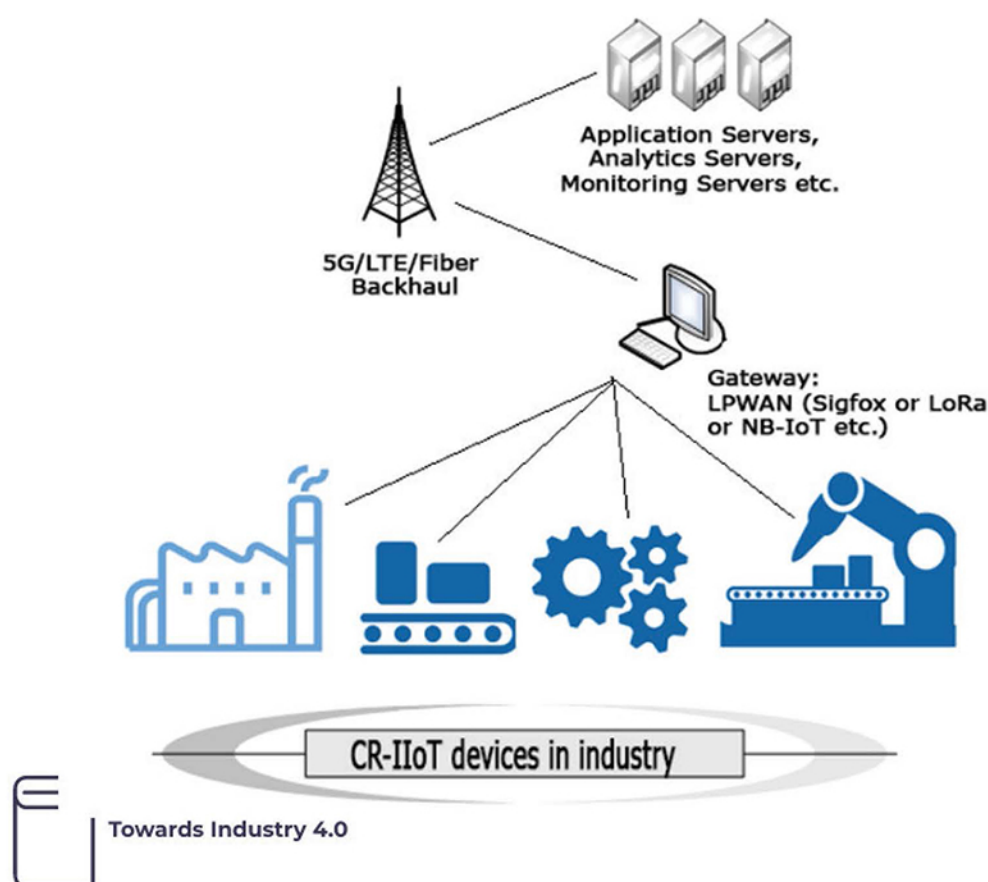 Application Servers,
Analytics Servers,
Monitoring Servers etc.
5G/LTE/Fiber
Backhaul
Gateway:
LPWAN (Sigfox or LoRa
or NB-IoT etc.)
CR-IIoT devices in industry
Towards Industry 4.0